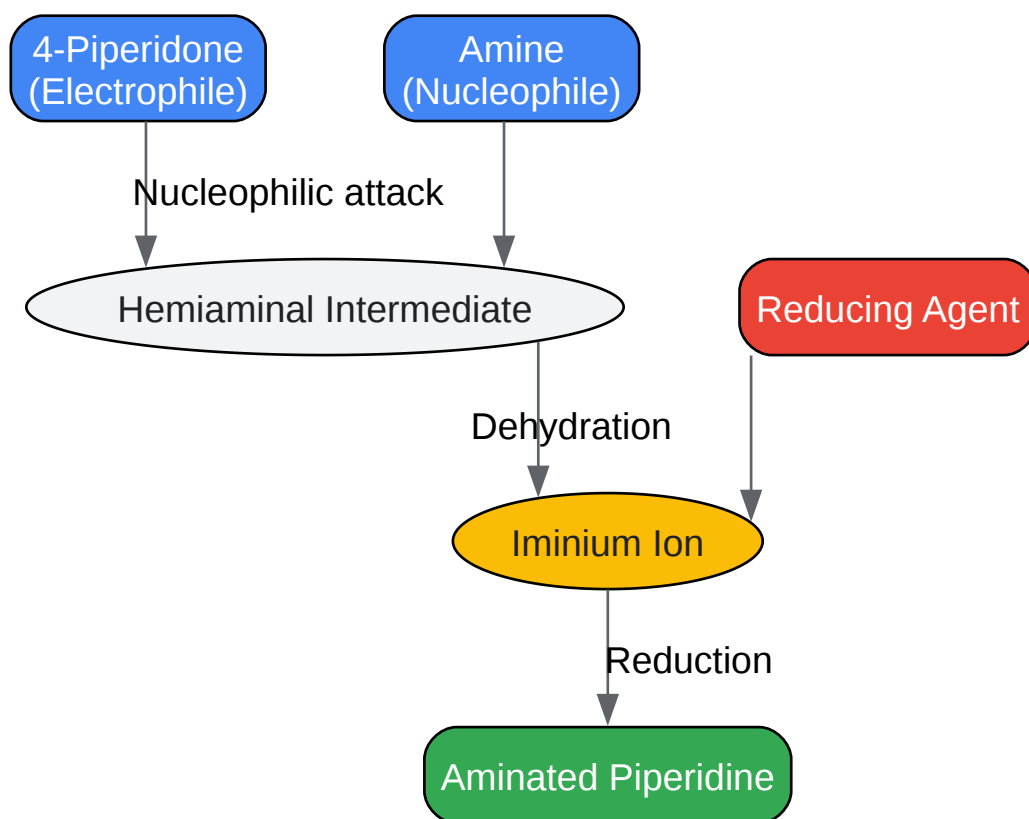 4-Piperidone
(Electrophile)
Amine
(Nucleophile)
Nucleophilic attack
Hemiaminal Intermediate
Reducing Agent
Dehydration
Iminium Ion
Reduction
Aminated Piperidine